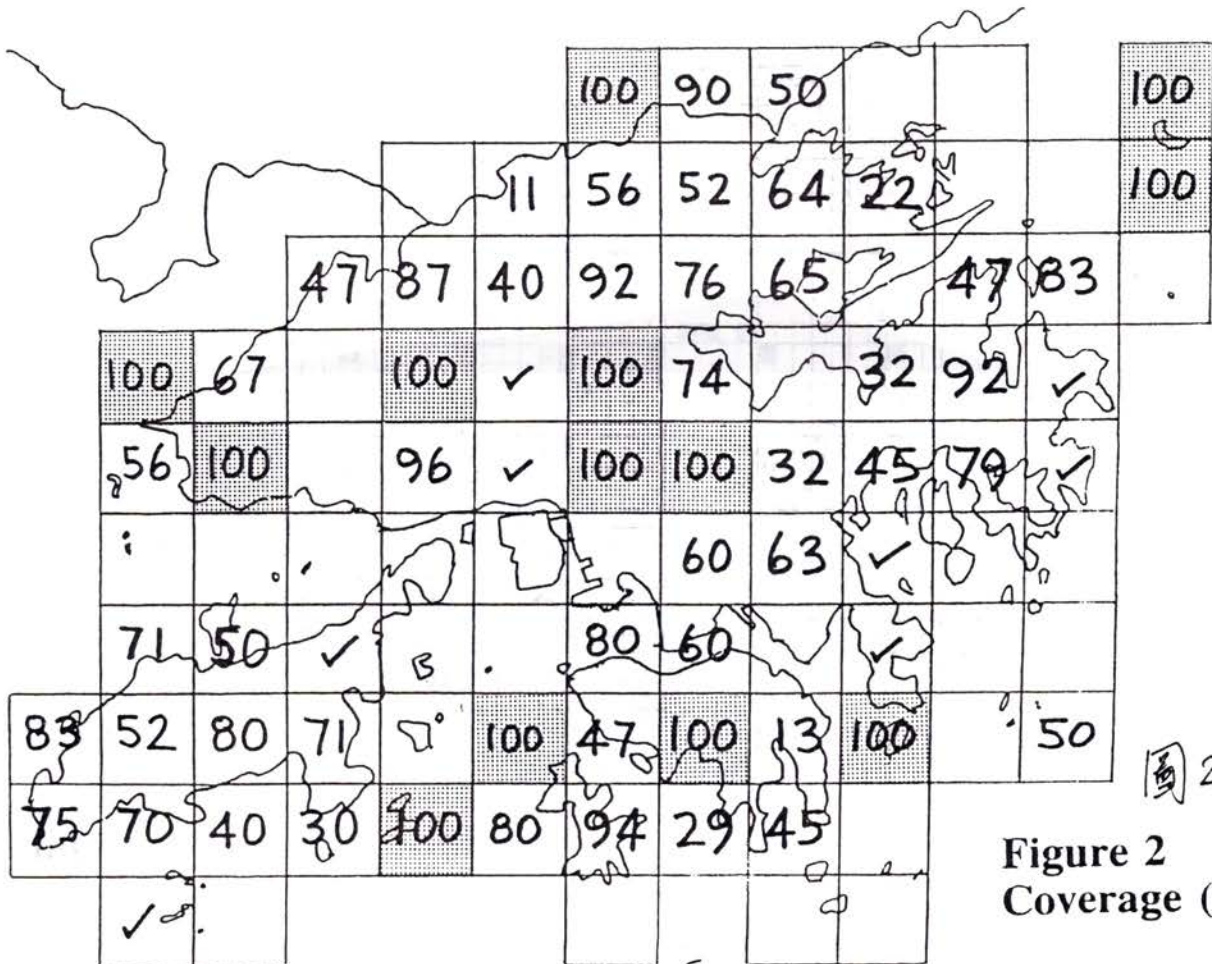 100 90 50 100
11 56 52 64 22 100
47 87 40 92 76 65 47 83
100 67 100 ✓ 100 74 32 92 ✓
56 100 96 ✓ 100 100 32 45 79 ✓
60 63 ✓
71 50 ✓ 80 60 ✓
83 52 80 71 100 47 100 13 100 50
圖2
75 70 40 30 100 80 94 29 45
Figure 2
Coverage (
✓